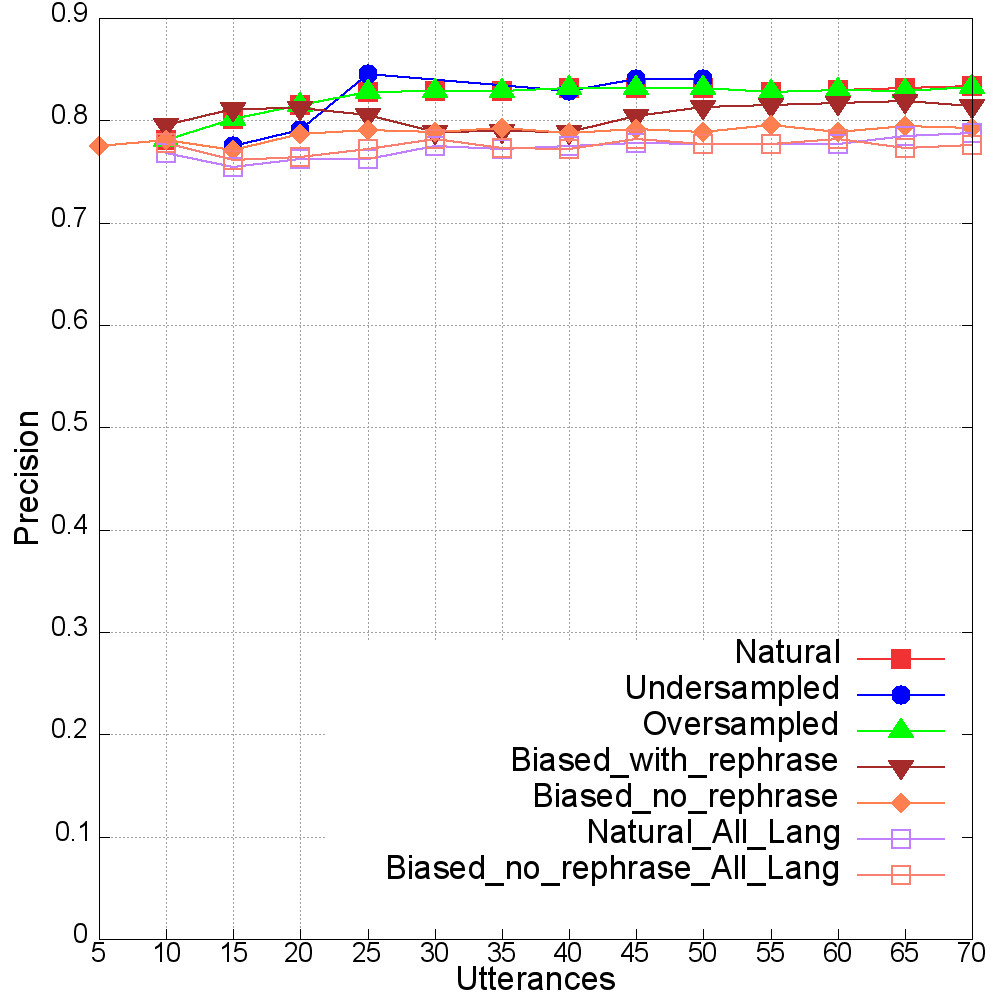 0.9
0.8
0.7
0.6
0.5
0.4
0.3
0.2
0.1
0
Precision
Natural
Undersampled
Oversampled
Biased_with_rephrase
Biased_no_rephrase
Natural_All_Lang
Biased_no_rephrase_All_Lang
5 10 15 20 25 30 35 40 45 50 55 60 65 70
Utterances